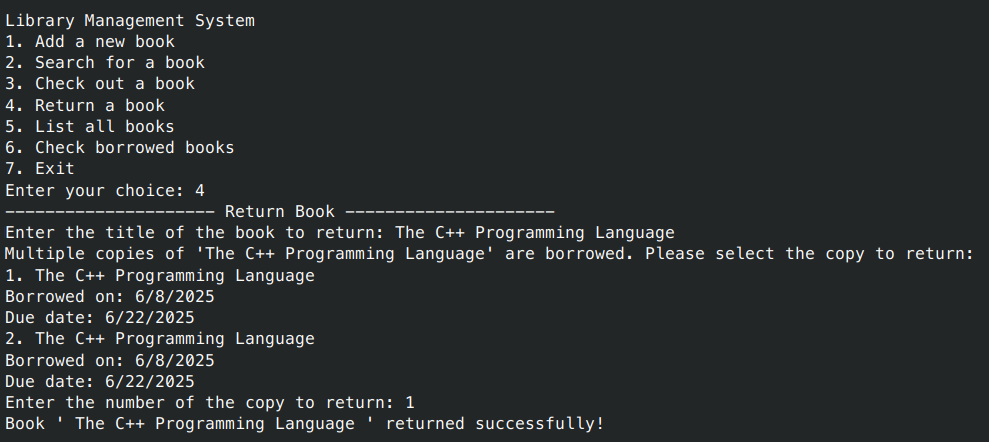 Library Management System
1. Add a new book
2. Search for a book
3. Check out a book
4. Return a book
5. List all books
6. Check borrowed books
7. Exit
Enter your choice: 4
--------------------- Return Book ---------------------
Enter the title of the book to return: The C++ Programming Language
Multiple copies of 'The C++ Programming Language' are borrowed. Please select the copy to return:
1. The C++ Programming Language
Borrowed on: 6/8/2025
Due date: 6/22/2025
2. The C++ Programming Language
Borrowed on: 6/8/2025
Due date: 6/22/2025
Enter the number of the copy to return: 1
Book ' The C++ Programming Language ' returned successfully!